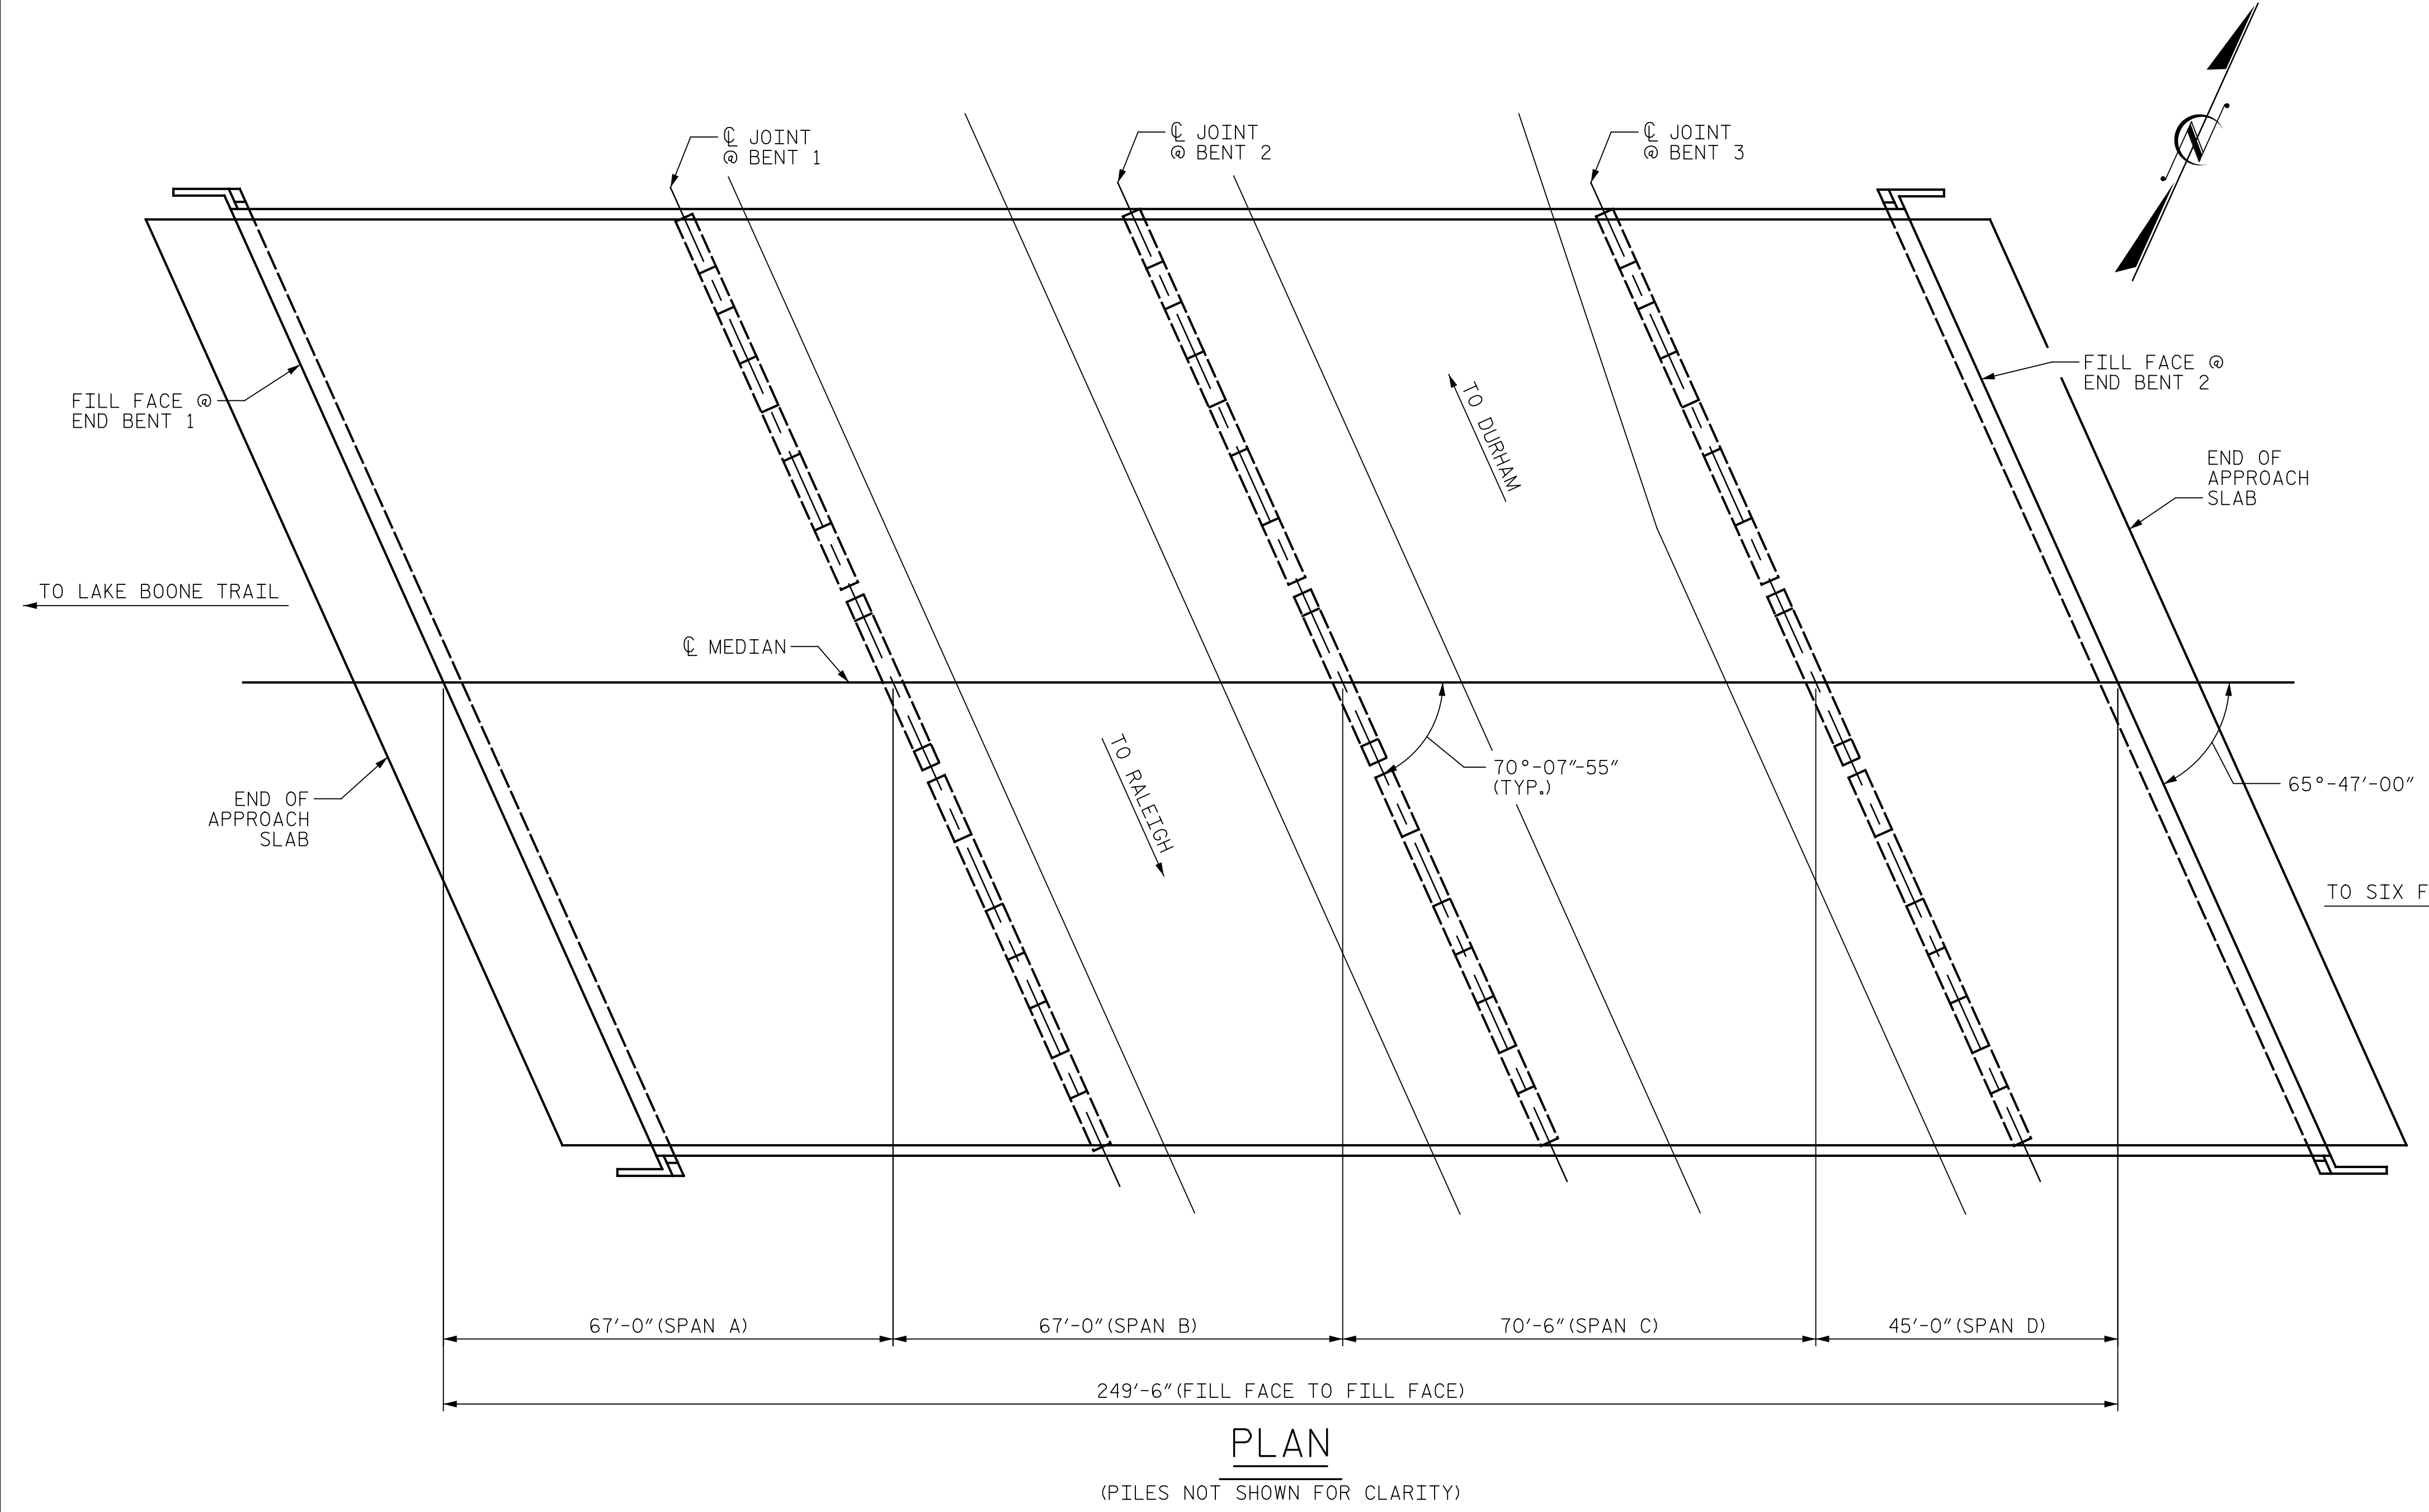 ℄ JOINT
@ BENT 1
℄ JOINT
@ BENT 2
℄ JOINT
@ BENT 3
N
FILL FACE @
END BENT 1
FILL FACE @
END BENT 2
TO DURHAM
END OF
APPROACH
SLAB
TO LAKE BOONE TRAIL
℄ MEDIAN
TO RALEIGH
70°-07"-55"
(TYP.)
65°-47'-00"
END OF
APPROACH
SLAB
TO SIX F
67'-0"(SPAN A)
67'-0"(SPAN B)
70'-6"(SPAN C)
45'-0"(SPAN D)
249'-6"(FILL FACE TO FILL FACE)
PLAN
(PILES NOT SHOWN FOR CLARITY)